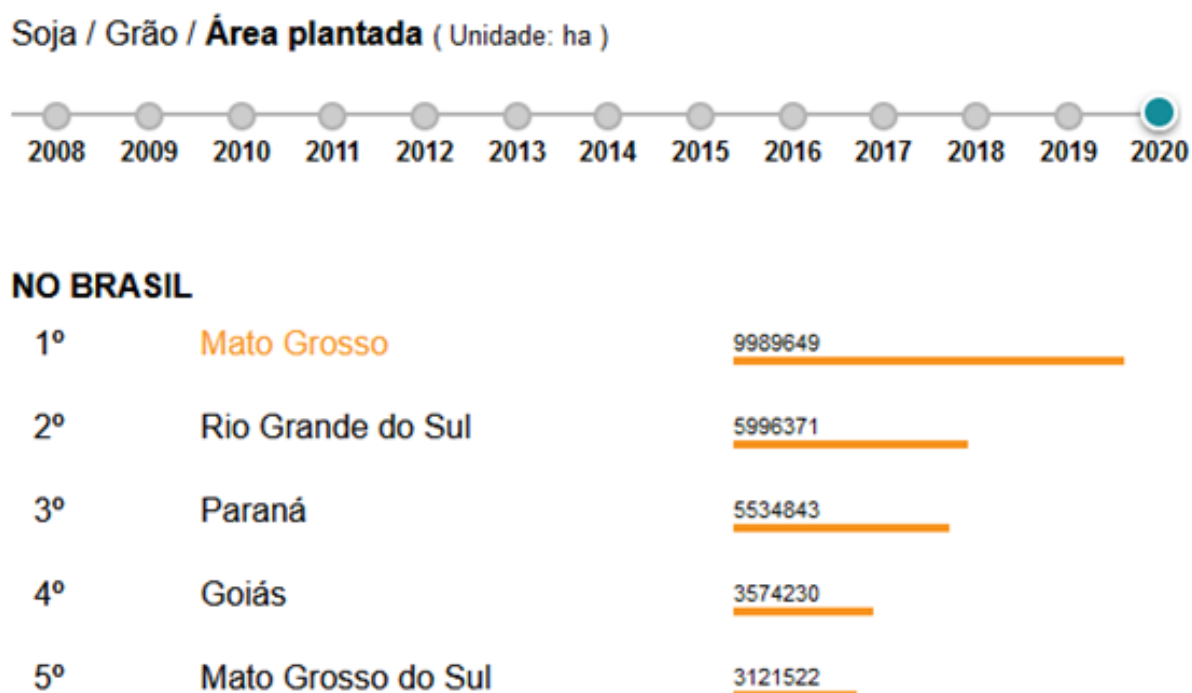 Soja / Grão / Área plantada ( Unidade: ha )
2008 2009 2010 2011 2012 2013 2014 2015 2016 2017 2018 2019 2020
NO BRASIL
1º Mato Grosso 9989649
2º Rio Grande do Sul 5996371
3º Paraná 5534843
4º Goiás 3574230
5º Mato Grosso do Sul 3121522